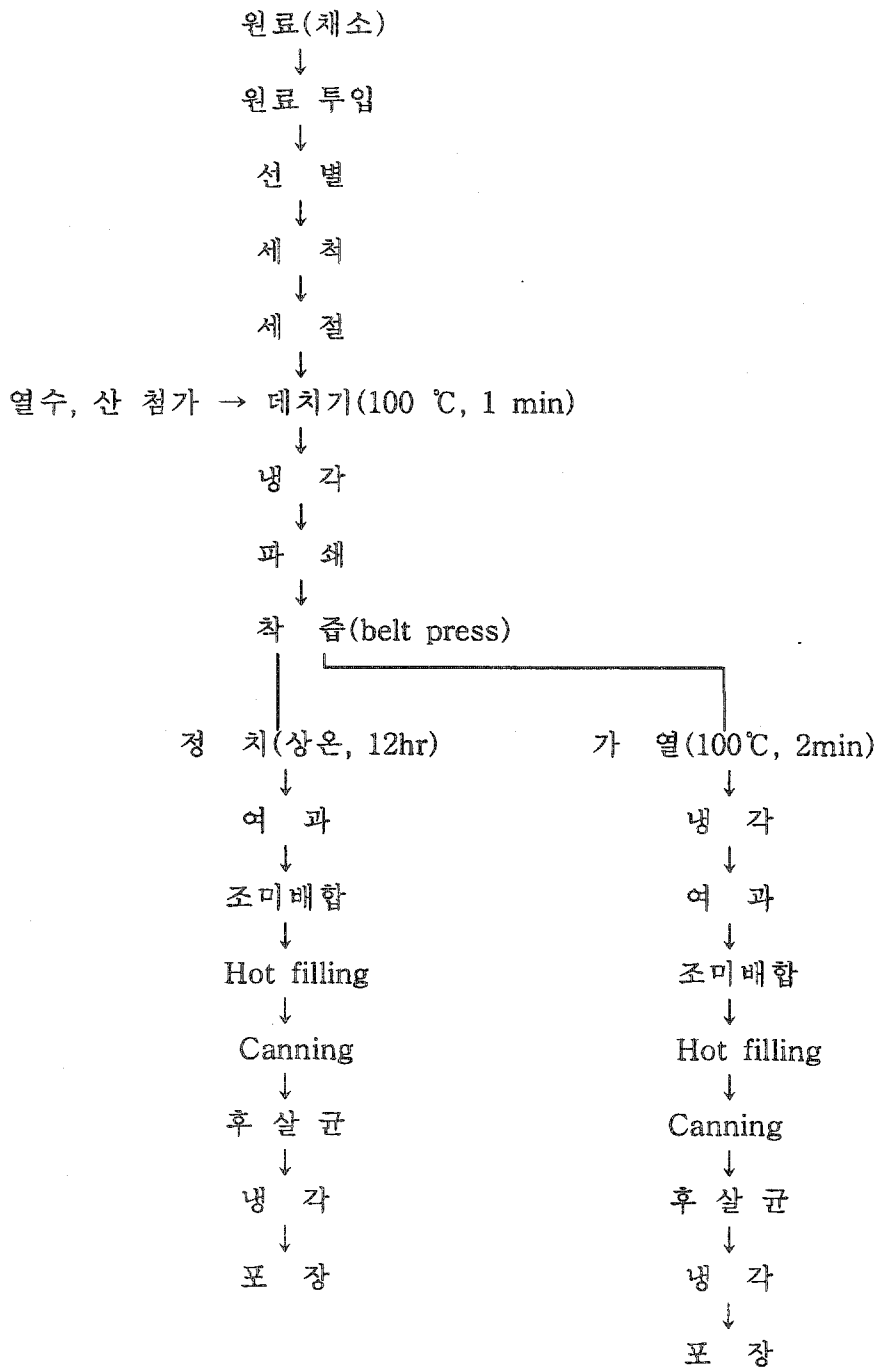 원료(채소)
↓
원료 투입
↓
선 별
↓
세 척
↓
세 절
↓
열수, 산 첨가 → 데치기(100 ℃, 1 min)
↓
냉 각
↓
파 쇄
↓
착 즙(belt press)
정 치(상온, 12hr)
↓
여 과
↓
조미배합
↓
Hot filling
↓
Canning
↓
후 살 균
↓
냉 각
↓
포 장
가 열(100℃, 2min)
↓
냉 각
↓
여 과
↓
조미배합
↓
Hot filling
↓
Canning
↓
후 살 균
↓
냉 각
↓
포 장